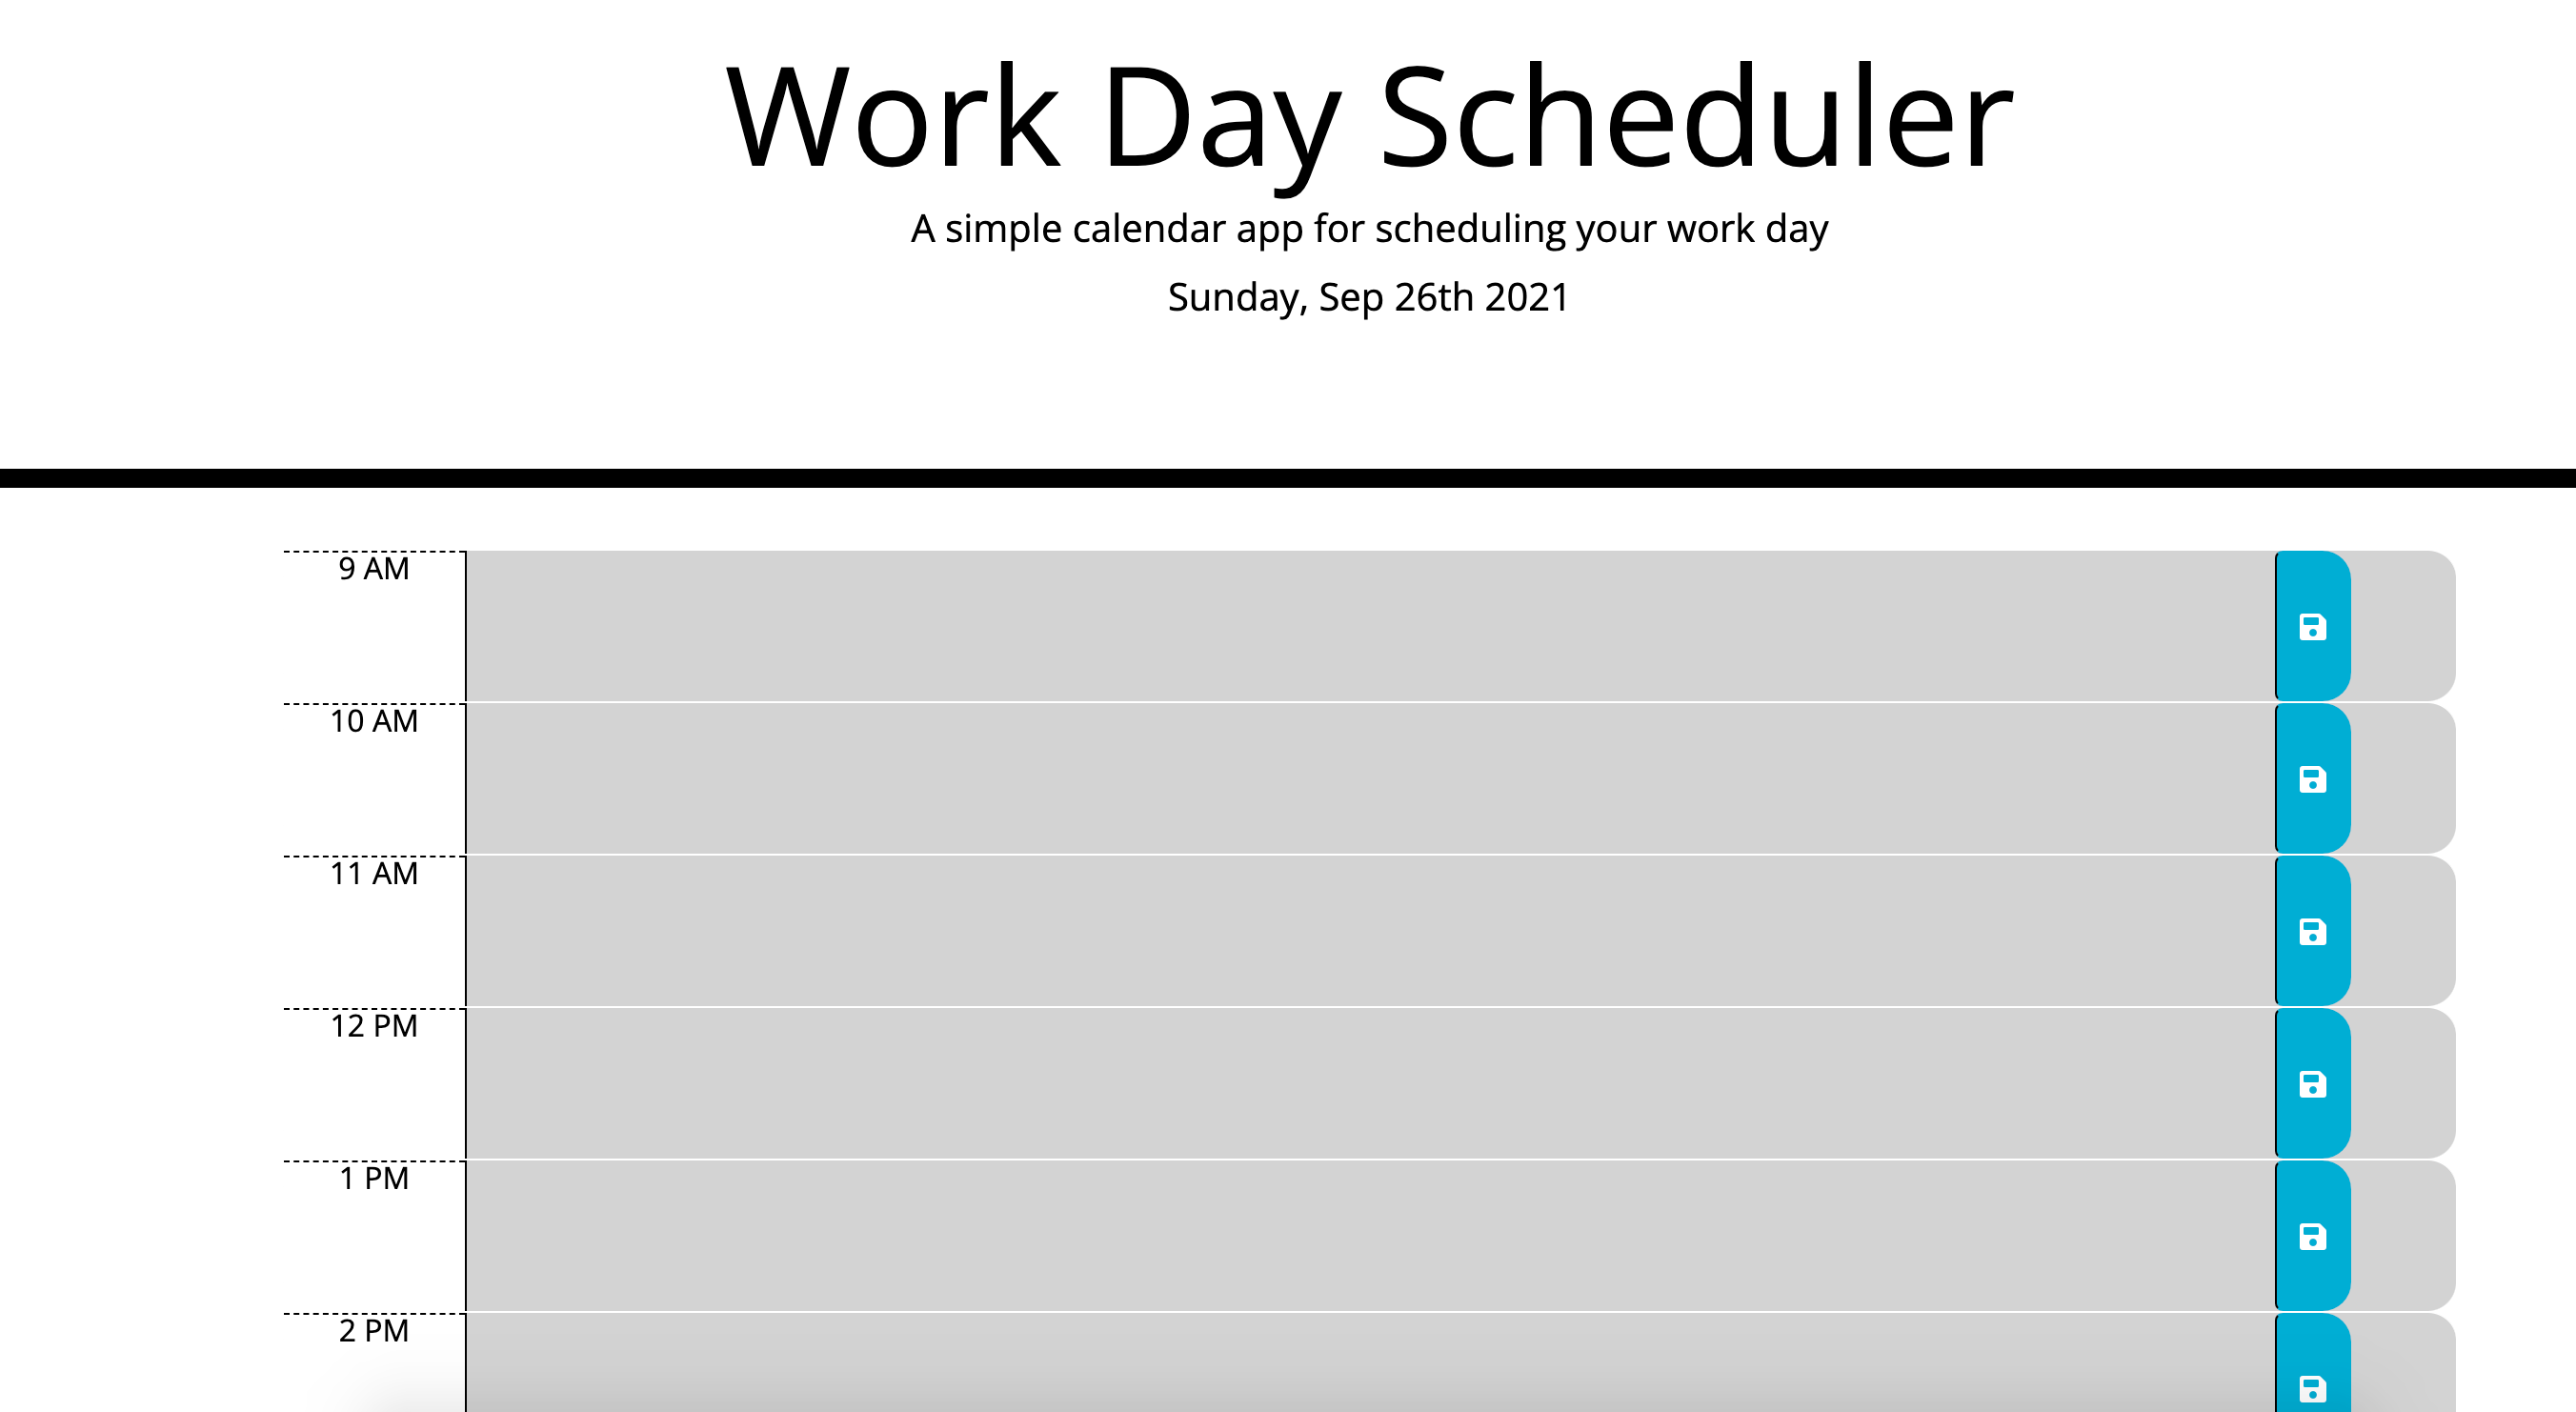 Work Day Scheduler
A simple calendar app for scheduling your work day
Sunday, Sep 26th 2021
9 AM
10 AM
11 AM
12 PM
1 PM
2 PM